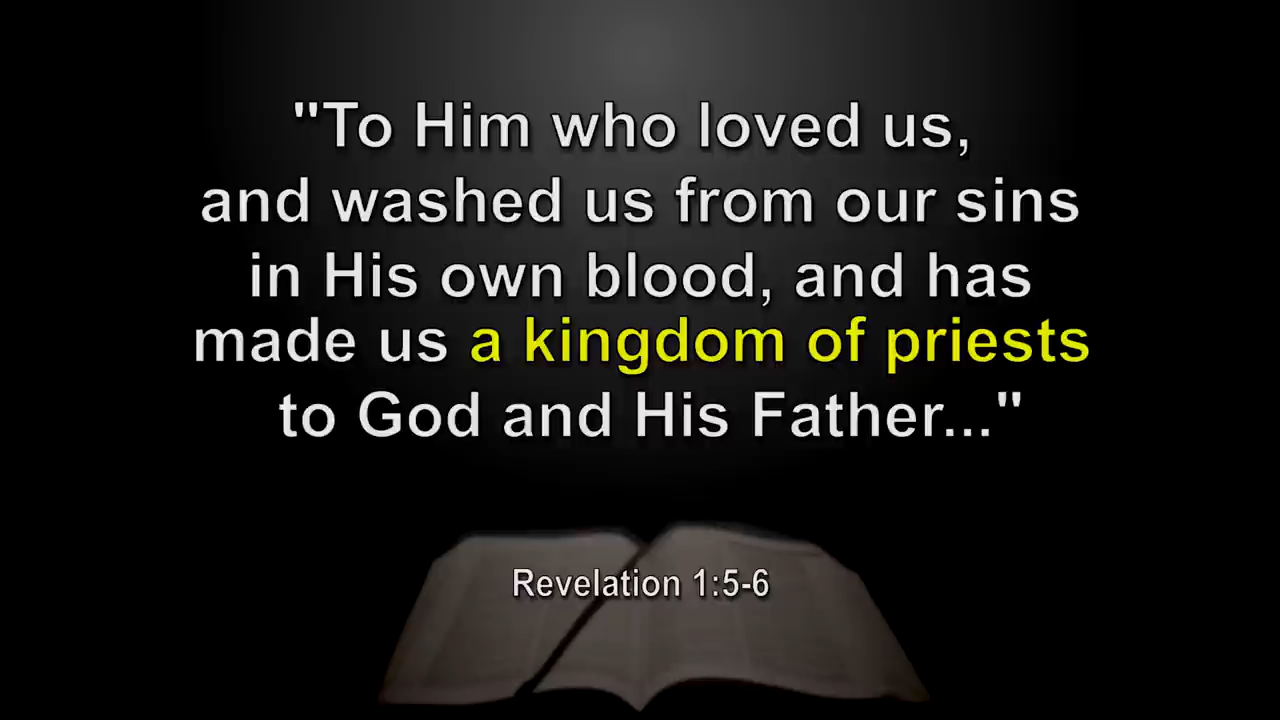 "To Him who loved us,
and washed us from our sins
in His own blood, and has
made us a kingdom of priests
to God and His Father..."
Revelation 1:5-6